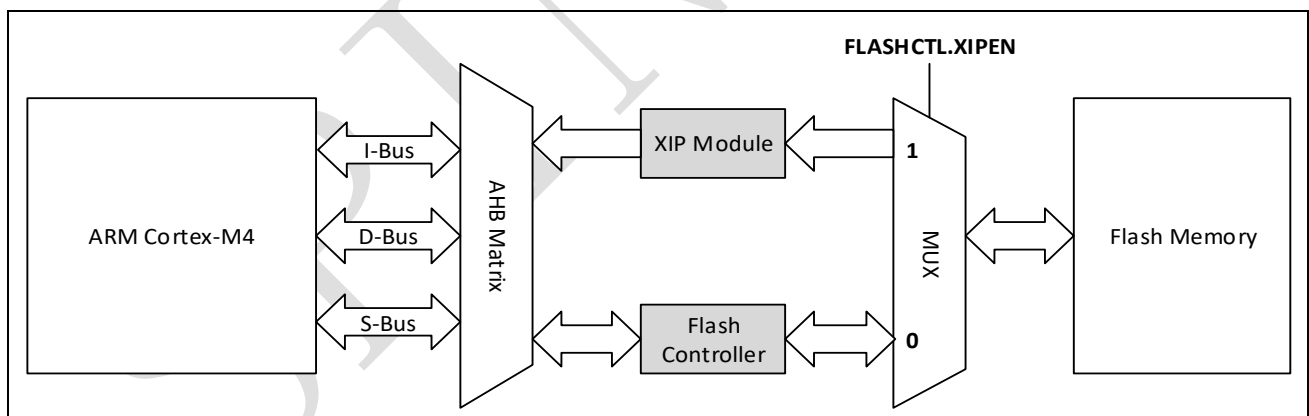 FLASHCTL.XIPEN
ARM Cortex-M4
I-Bus
D-Bus
S-Bus
AHB Matrix
XIP Module
Flash
Controller
1
MUX
0
Flash Memory